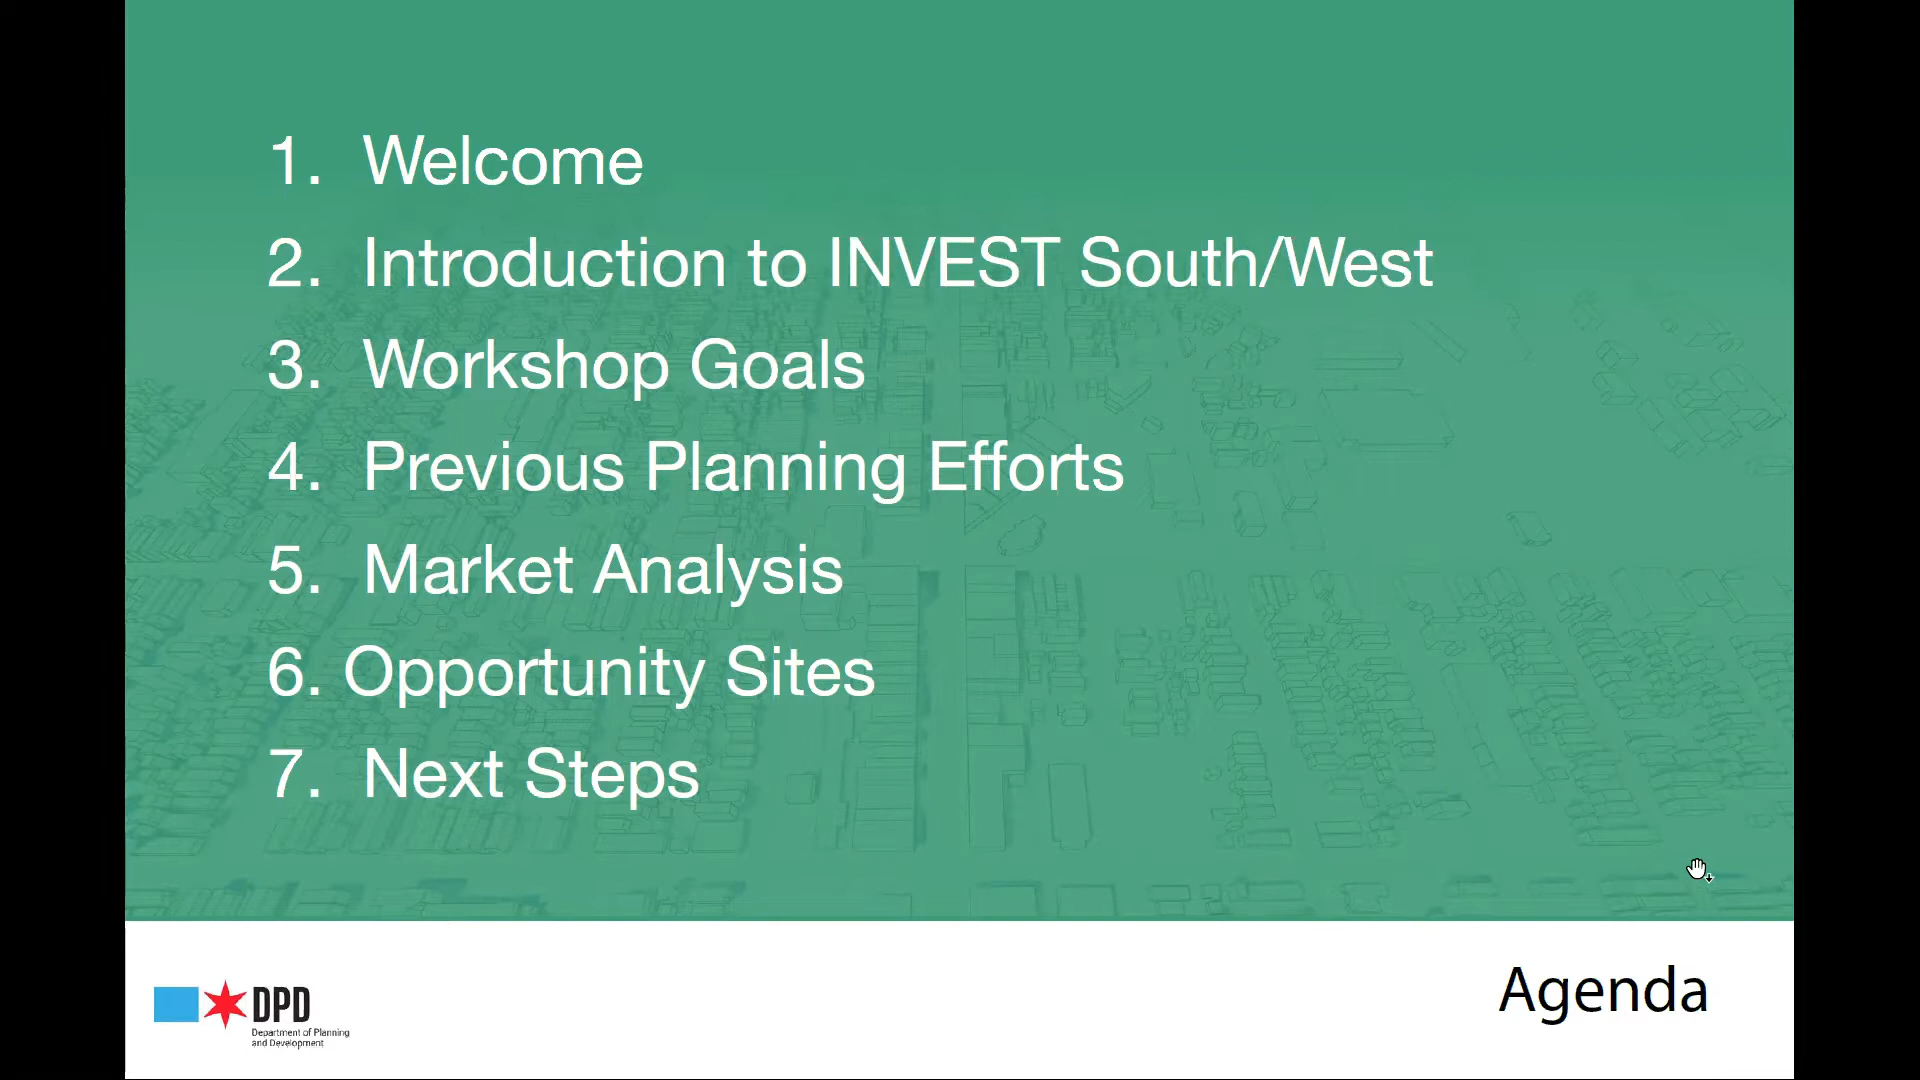 1. Welcome
2. Introduction to INVEST South/West
3. Workshop Goals
4. Previous Planning Efforts
5. Market Analysis
6. Opportunity Sites
7. Next Steps
DPD
Department of Planning
and Development
Agenda